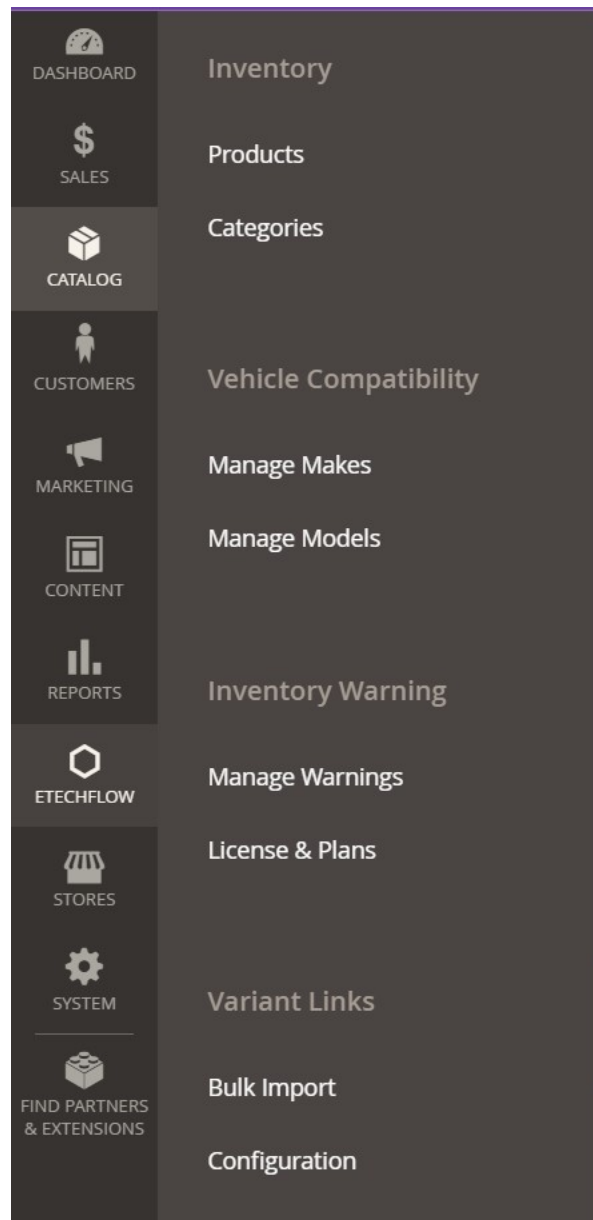 DASHBOARD
SALES
CATALOG
CUSTOMERS
MARKETING
CONTENT
REPORTS
ETECHFLOW
STORES
SYSTEM
FIND PARTNERS
& EXTENSIONS
Inventory
Products
Categories
Vehicle Compatibility
Manage Makes
Manage Models
Inventory Warning
Manage Warnings
License & Plans
Variant Links
Bulk Import
Configuration